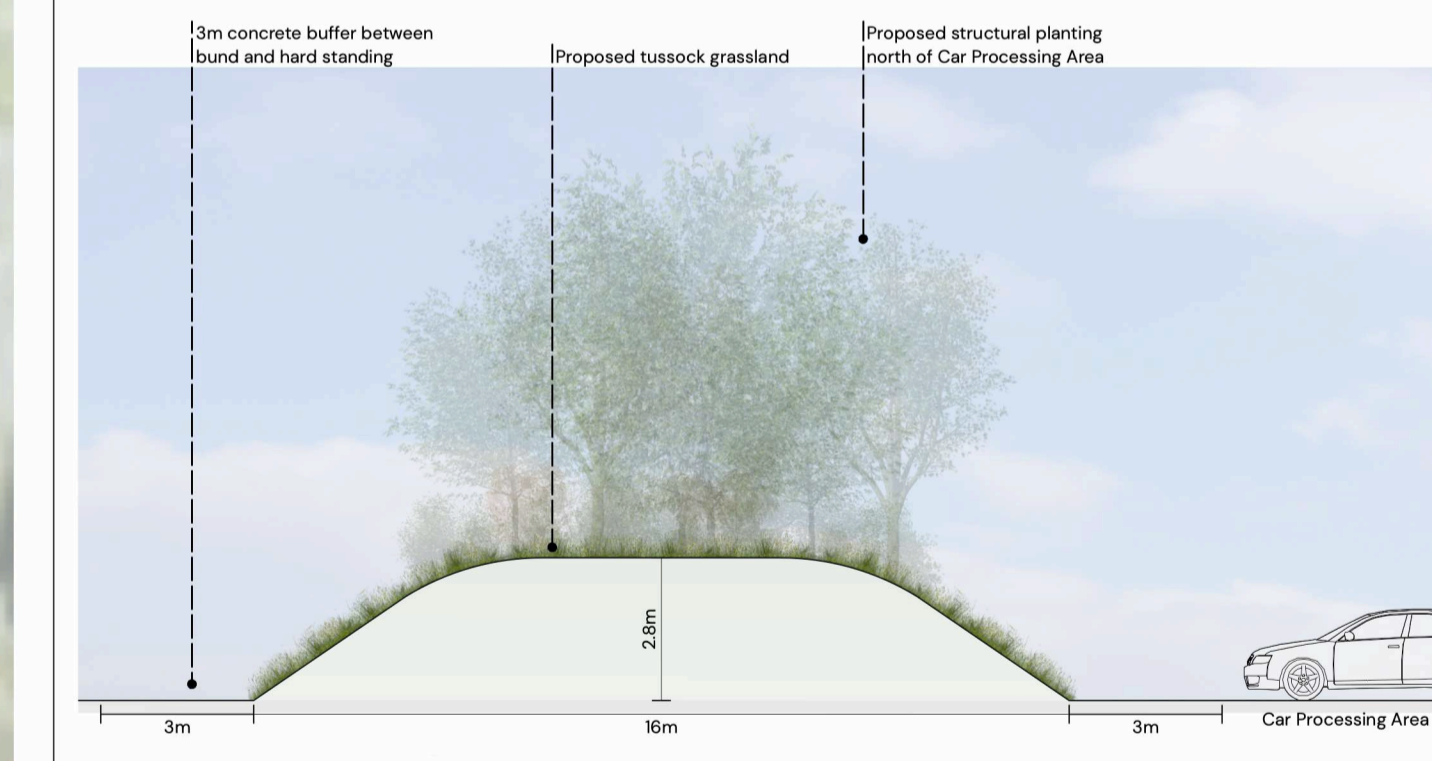 3m concrete buffer between
bund and hard standing
Proposed tussock grassland
Proposed structural planting
north of Car Processing Area
2.8m
3m
16m
3m
Car Processing Area